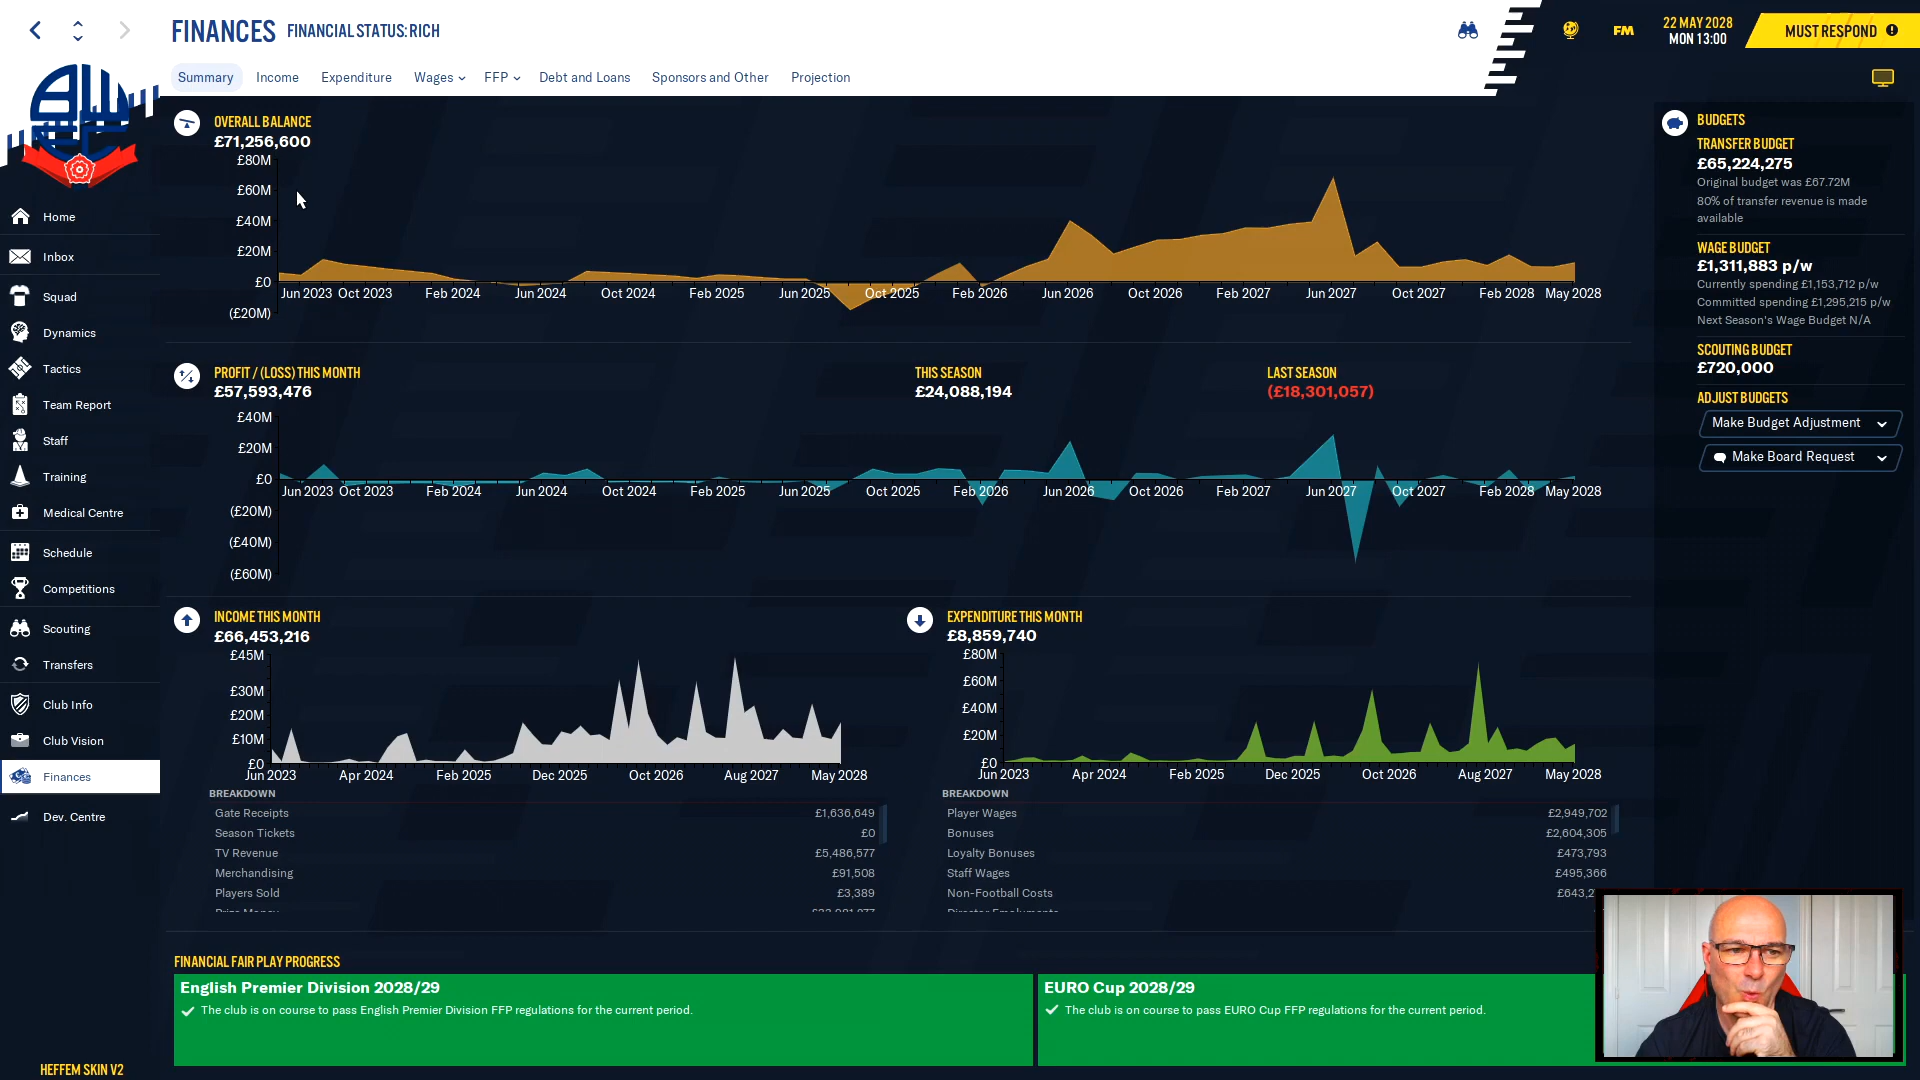 FINANCES FINANCIAL STATUS: RICH
FM
22 MAY 2028
MON 13:00
MUST RESPOND
Summary Income Expenditure Wages FFP Debt and Loans Sponsors and Other Projection
Home
Inbox
Squad
Dynamics
Tactics
Team Report
Staff
Training
Medical Centre
Schedule
Competitions
Scouting
Transfers
Club Info
Club Vision
Finances
Dev. Centre
HEFFEM SKIN V2
OVERALL BALANCE
£71,256,600
£80M
£60M
£40M
£20M
£0
(£20M)
Jun 2023 Oct 2023 Feb 2024 Jun 2024 Oct 2024 Feb 2025 Jun 2025 Oct 2025 Feb 2026 Jun 2026 Oct 2026 Feb 2027 Jun 2027 Oct 2027 Feb 2028 May 2028
PROFIT / (LOSS) THIS MONTH
£57,593,476
THIS SEASON
£24,088,194
LAST SEASON
(£18,301,057)
£40M
£20M
£0
(£20M)
(£40M)
(£60M)
Jun 2023 Oct 2023 Feb 2024 Jun 2024 Oct 2024 Feb 2025 Jun 2025 Oct 2025 Feb 2026 Jun 2026 Oct 2026 Feb 2027 Jun 2027 Oct 2027 Feb 2028 May 2028
INCOME THIS MONTH
£66,453,216
£45M
£30M
£20M
£10M
£0
Jun 2023 Apr 2024 Feb 2025 Dec 2025 Oct 2026 Aug 2027 May 2028
BREAKDOWN
Gate Receipts £1,636,649
Season Tickets £0
TV Revenue £5,486,577
Merchandising £91,508
Players Sold £3,389
EXPENDITURE THIS MONTH
£8,859,740
£80M
£60M
£40M
£20M
£0
Jun 2023 Apr 2024 Feb 2025 Dec 2025 Oct 2026 Aug 2027 May 2028
BREAKDOWN
Player Wages £2,949,702
Bonuses £2,604,305
Loyalty Bonuses £473,793
Staff Wages £495,366
Non-Football Costs £643,2
FINANCIAL FAIR PLAY PROGRESS
English Premier Division 2028/29
The club is on course to pass English Premier Division FFP regulations for the current period.
EURO Cup 2028/29
The club is on course to pass EURO Cup FFP regulations for the current period.
BUDGETS
TRANSFER BUDGET
£65,224,275
Original budget was £67.72M
80% of transfer revenue is made
available
WAGE BUDGET
£1,311,883 p/w
Currently spending £1,153,712 p/w
Committed spending £1,295,215 p/w
Next Season's Wage Budget N/A
SCOUTING BUDGET
£720,000
ADJUST BUDGETS
Make Budget Adjustment
Make Board Request